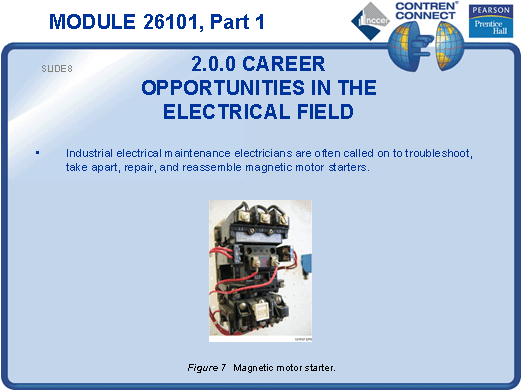 MODULE 26101, Part 1
nccer
CONTREN®
CONNECT
PEARSON
Prentice
Hall
SLIDE 8
2.0.0 CAREER
OPPORTUNITIES IN THE
ELECTRICAL FIELD
• Industrial electrical maintenance electricians are often called on to troubleshoot,
take apart, repair, and reassemble magnetic motor starters.
Figure 7 Magnetic motor starter.